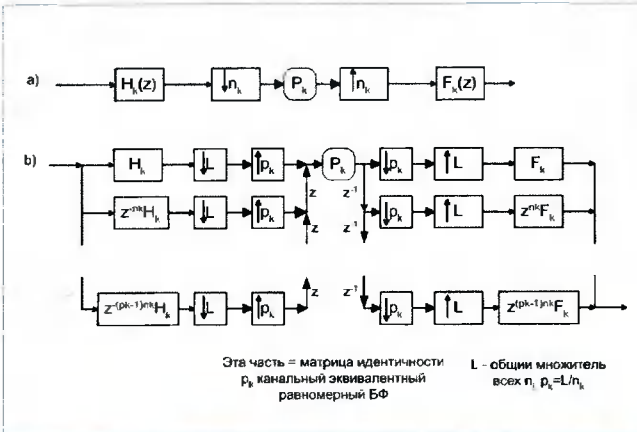 a) H_k(z) ↓n_k P_k ↑n_k F_k(z)
b) H_k ↓L ↑p_k P_k ↓p_k ↑L F_k
z z^-1
z^-nk H_k ↓L ↑p_k ↓p_k ↑L z^nk F_k
z z^-1
z z^-1
z^-(pk-1)nk H_k ↓L ↑p_k ↓p_k ↑L z^(pk-1)nk F_k
Эта часть = матрица идентичности
p_k канальный эквивалентный
равномерный БФ
L - общии множитель
всех n_i p_k=L/n_k